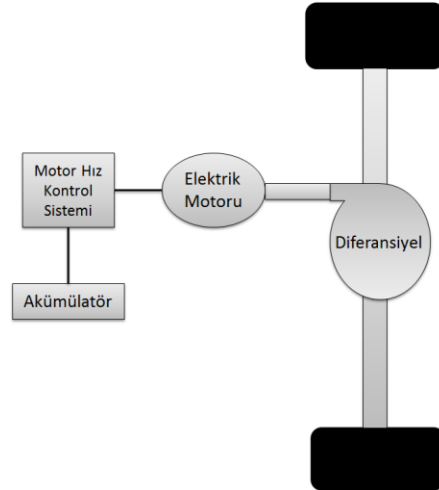 Motor Hız
Kontrol
Sistemi
Elektrik
Motoru
Diferansiyel
Akümülatör